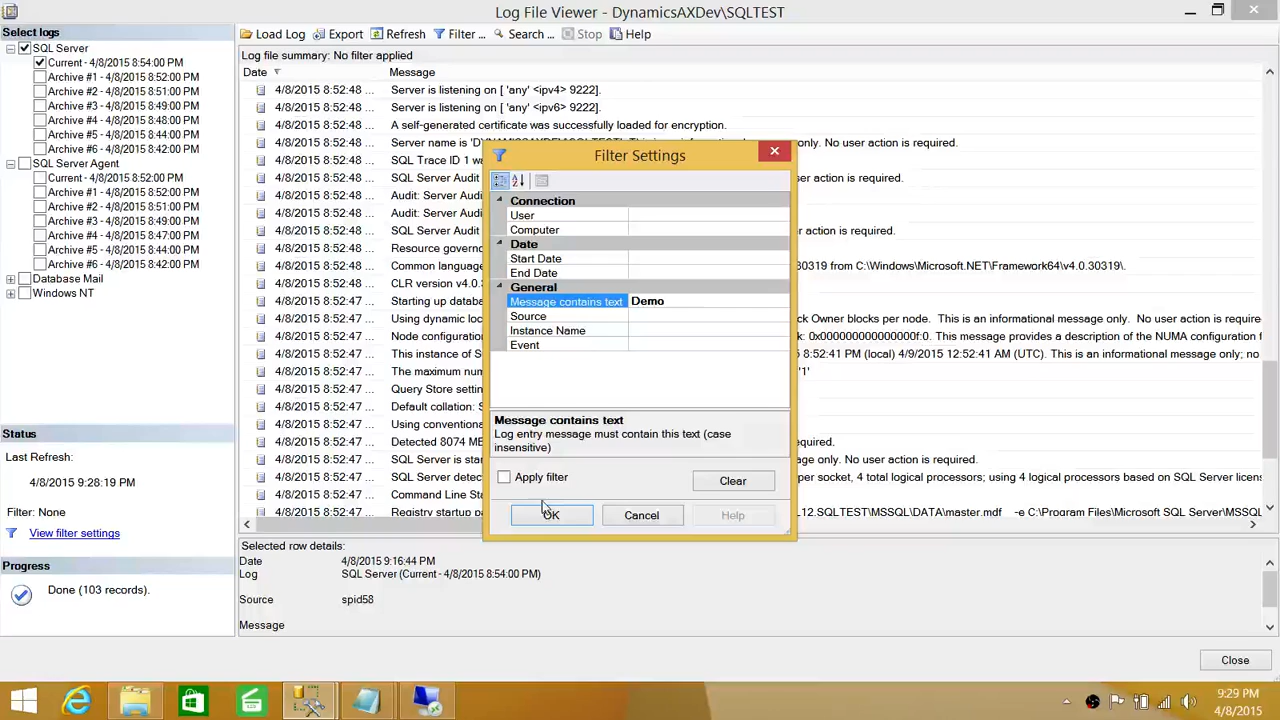 Log File Viewer - DynamicsAXDev\SQLTEST
Select logs
SQL Server
Current - 4/8/2015 8:54:00 PM
Archive #1 - 4/8/2015 8:52:00 PM
Archive #2 - 4/8/2015 8:51:00 PM
Archive #3 - 4/8/2015 8:49:00 PM
Archive #4 - 4/8/2015 8:48:00 PM
Archive #5 - 4/8/2015 8:44:00 PM
Archive #6 - 4/8/2015 8:42:00 PM
SQL Server Agent
Current - 4/8/2015 8:52:00 PM
Archive #1 - 4/8/2015 8:52:00 PM
Archive #2 - 4/8/2015 8:51:00 PM
Archive #3 - 4/8/2015 8:49:00 PM
Archive #4 - 4/8/2015 8:47:00 PM
Archive #5 - 4/8/2015 8:44:00 PM
Archive #6 - 4/8/2015 8:42:00 PM
Database Mail
Windows NT
Status
Last Refresh:
4/8/2015 9:28:19 PM
Filter: None
View filter settings
Progress
Done (103 records).
Load Log Export Refresh Filter ... Search ... Stop Help
Log file summary: No filter applied
Date Message
4/8/2015 8:52:48 ... Server is listening on [ 'any' <ipv4> 9222].
4/8/2015 8:52:48 ... Server is listening on [ 'any' <ipv6> 9222].
4/8/2015 8:52:48 ... A self-generated certificate was successfully loaded for encryption.
4/8/2015 8:52:48 ... only. No user action is required.
4/8/2015 8:52:48 ... SQL Trace ID 1 w
4/8/2015 8:52:48 ... SQL Server Audit ser action is required.
4/8/2015 8:52:48 ... Audit: Server Audit
4/8/2015 8:52:48 ... Audit: Server Audit
4/8/2015 8:52:48 ... SQL Server Audit er action is required.
4/8/2015 8:52:48 ... Resource governo
4/8/2015 8:52:48 ... Common language 30319 from C:\Windows\Microsoft.NET\Framework64\v4.0.30319\.
4/8/2015 8:52:48 ... CLR version v4.0.3
4/8/2015 8:52:47 ... Starting up databa
4/8/2015 8:52:47 ... Using dynamic lo ck Owner blocks per node. This is an informational message only. No user action is require
4/8/2015 8:52:47 ... Node configuration k: 0x000000000000000f:0. This message provides a description of the NUMA configuration f
4/8/2015 8:52:47 ... This instance of S 8:52:41 PM (local) 4/9/2015 12:52:41 AM (UTC). This is an informational message only; no
4/8/2015 8:52:47 ... The maximum num '1'
4/8/2015 8:52:47 ... Query Store settin
4/8/2015 8:52:47 ... Default collation: S
4/8/2015 8:52:47 ... Using convention
4/8/2015 8:52:47 ... Detected 8074 ME uired.
4/8/2015 8:52:47 ... SQL Server is star age only. No user action is required.
4/8/2015 8:52:47 ... SQL Server detec per socket, 4 total logical processors; using 4 logical processors based on SQL Server licens
4/8/2015 8:52:47 ... Command Line Sta
4/8/2015 8:52:47 ... Registry startup pa L12.SQLTEST\MSSQL\DATA\master.mdf -e C:\Program Files\Microsoft SQL Server\MSSQ
Filter Settings
Connection
User
Computer
Date
Start Date
End Date
General
Message contains text Demo
Source
Instance Name
Event
Message contains text
Log entry message must contain this text (case
insensitive)
Apply filter
Clear
OK
Cancel
Help
Selected row details:
Date 4/8/2015 9:16:44 PM
Log SQL Server (Current - 4/8/2015 8:54:00 PM)
Source spid58
Message
Close
9:29 PM
4/8/2015